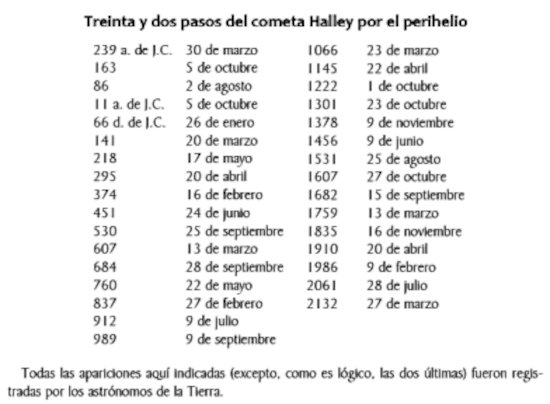 Treinta y dos pasos del cometa Halley por el perihelio
239 a. de J.C. 30 de marzo
163 5 de octubre
86 2 de agosto
11 a. de J.C. 5 de octubre
66 d. de J.C. 26 de enero
141 20 de marzo
218 17 de mayo
295 20 de abril
374 16 de febrero
451 24 de junio
530 25 de septiembre
607 13 de marzo
684 28 de septiembre
760 22 de mayo
837 27 de febrero
912 9 de julio
989 9 de septiembre
1066 23 de marzo
1145 22 de abril
1222 1 de octubre
1301 23 de octubre
1378 9 de noviembre
1456 9 de junio
1531 25 de agosto
1607 27 de octubre
1682 15 de septiembre
1759 13 de marzo
1835 16 de noviembre
1910 20 de abril
1986 9 de febrero
2061 28 de julio
2132 27 de marzo
Todas las apariciones aquí indicadas (excepto, como es lógico, las dos últimas) fueron regis-
tradas por los astrónomos de la Tierra.